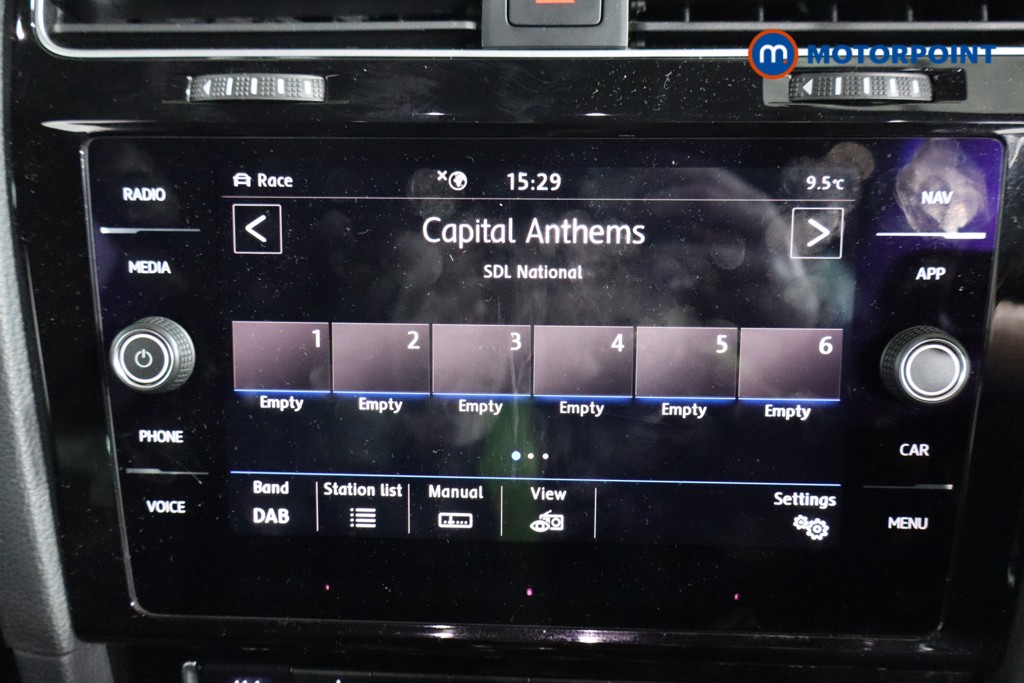 m MOTORPOINT
RADIO
Race 15:29 9.5°C
NAV
Capital Anthems
MEDIA
SDL National
APP
1 2 3 4 5 6
Empty Empty Empty Empty Empty Empty
PHONE
CAR
Band Station list Manual View Settings
DAB
VOICE
MENU